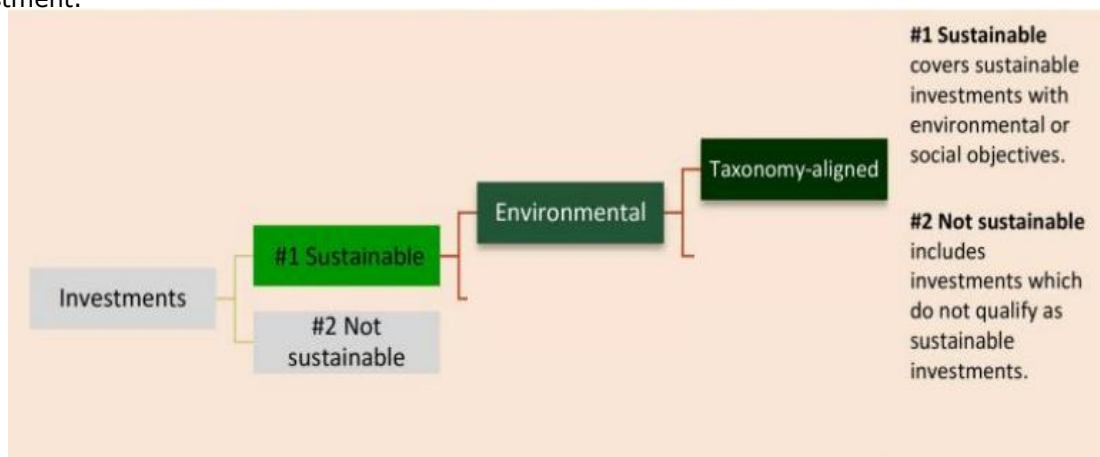 stment.
#1 Sustainable
covers sustainable
investments with
environmental or
social objectives.
Taxonomy-aligned
Environmental
#1 Sustainable
Investments
#2 Not
sustainable
#2 Not sustainable
includes
investments which
do not qualify as
sustainable
investments.